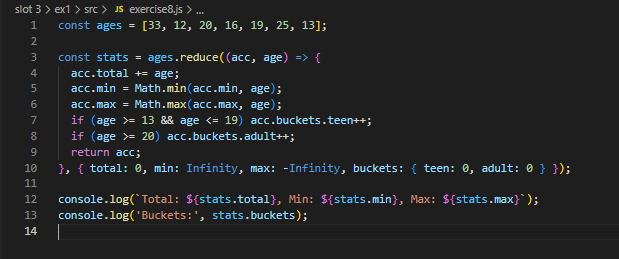 slot 3 > ex1 > src > JS exercise8.js > ...
1 const ages = [33, 12, 20, 16, 19, 25, 13];
2
3 const stats = ages.reduce((acc, age) => {
4   acc.total += age;
5   acc.min = Math.min(acc.min, age);
6   acc.max = Math.max(acc.max, age);
7   if (age >= 13 && age <= 19) acc.buckets.teen++;
8   if (age >= 20) acc.buckets.adult++;
9   return acc;
10 }, { total: 0, min: Infinity, max: -Infinity, buckets: { teen: 0, adult: 0 } });
11
12 console.log(`Total: ${stats.total}, Min: ${stats.min}, Max: ${stats.max}`);
13 console.log('Buckets:', stats.buckets);
14